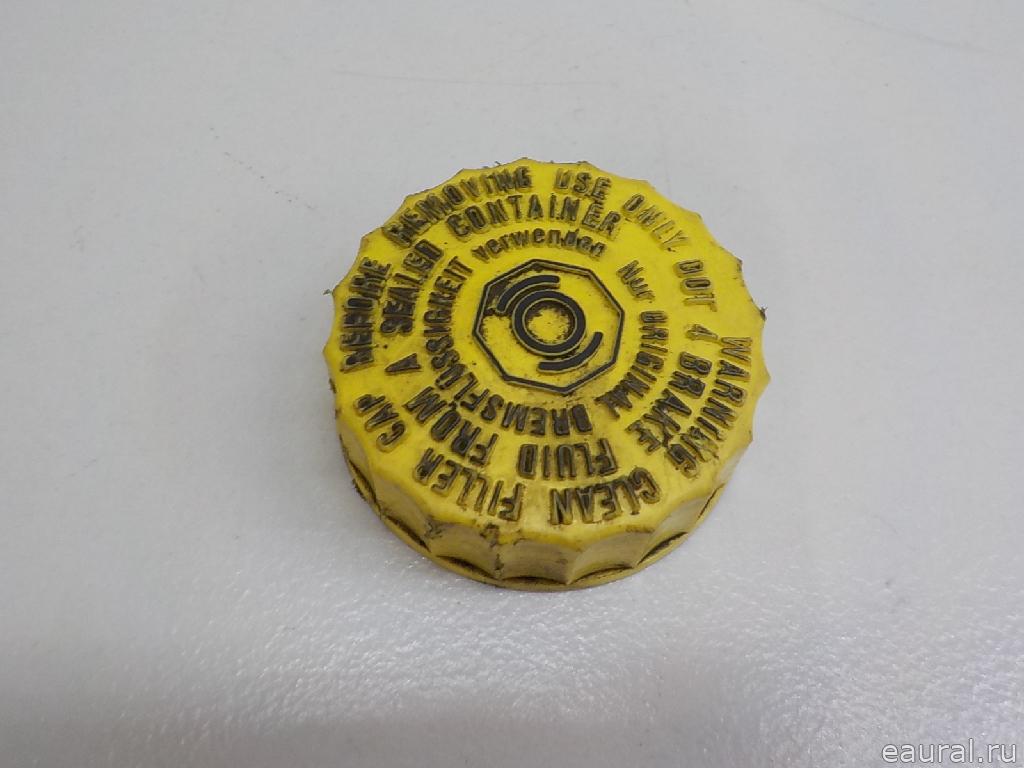 WARNING CLEAN FILLER CAP BEFORE REMOVING USE ONLY DOT 4
BRAKE FLUID FROM A SEALED CONTAINER
Nur ORIGINAL BREMSFLÜSSIGKEIT verwenden
eaural.ru